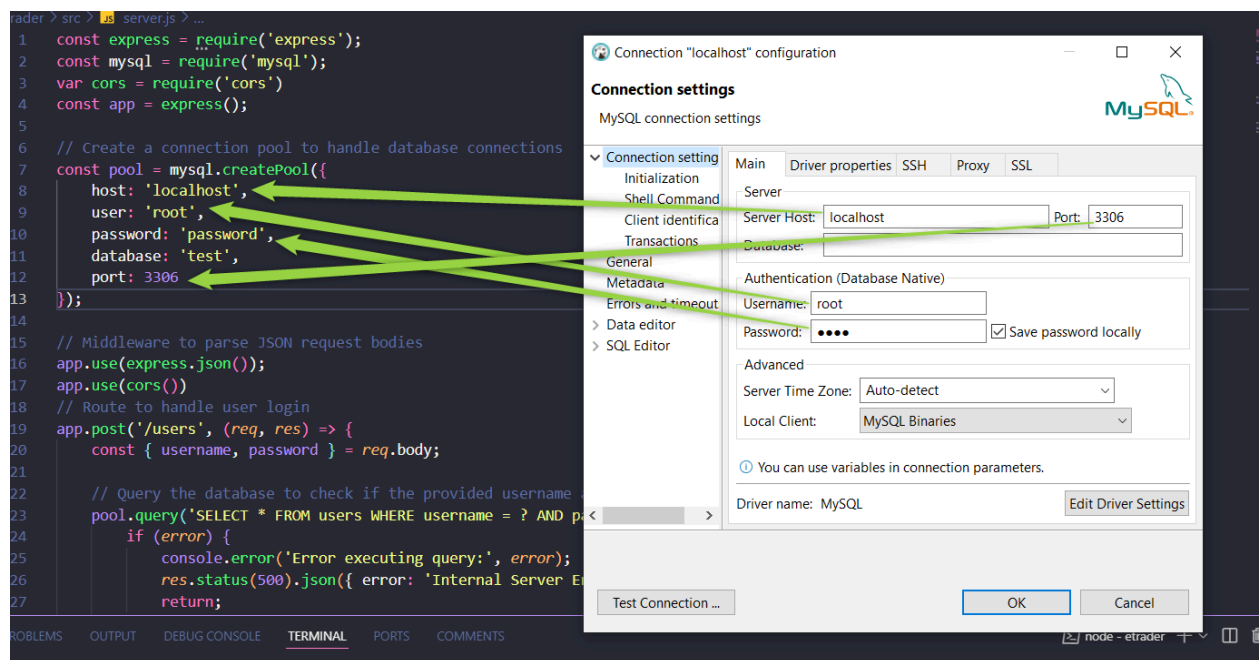 rader > src > JS server.js > ...
1 const express = require('express');
2 const mysql = require('mysql');
3 var cors = require('cors')
4 const app = express();
5
6 // Create a connection pool to handle database connections
7 const pool = mysql.createPool({
8 host: 'localhost',
9 user: 'root',
10 password: 'password',
11 database: 'test',
12 port: 3306
13 });
14
15 // Middleware to parse JSON request bodies
16 app.use(express.json());
17 app.use(cors())
18 // Route to handle user login
19 app.post('/users', (req, res) => {
20 const { username, password } = req.body;
21
22 // Query the database to check if the provided username
23 pool.query('SELECT * FROM users WHERE username = ? AND pa
24 if (error) {
25 console.error('Error executing query:', error);
26 res.status(500).json({ error: 'Internal Server Er
27 return;
ROBLEMS OUTPUT DEBUG CONSOLE TERMINAL PORTS COMMENTS
node - etrader
Connection "localhost" configuration
Connection settings
MySQL connection settings
MySQL
Connection setting
Initialization
Shell Command
Client identifica
Transactions
General
Metadata
Errors and timeout
Data editor
SQL Editor
Main Driver properties SSH Proxy SSL
Server
Server Host: localhost Port: 3306
Database:
Authentication (Database Native)
Username: root
Password: ●●●● Save password locally
Advanced
Server Time Zone: Auto-detect
Local Client: MySQL Binaries
You can use variables in connection parameters.
Driver name: MySQL Edit Driver Settings
Test Connection ... OK Cancel